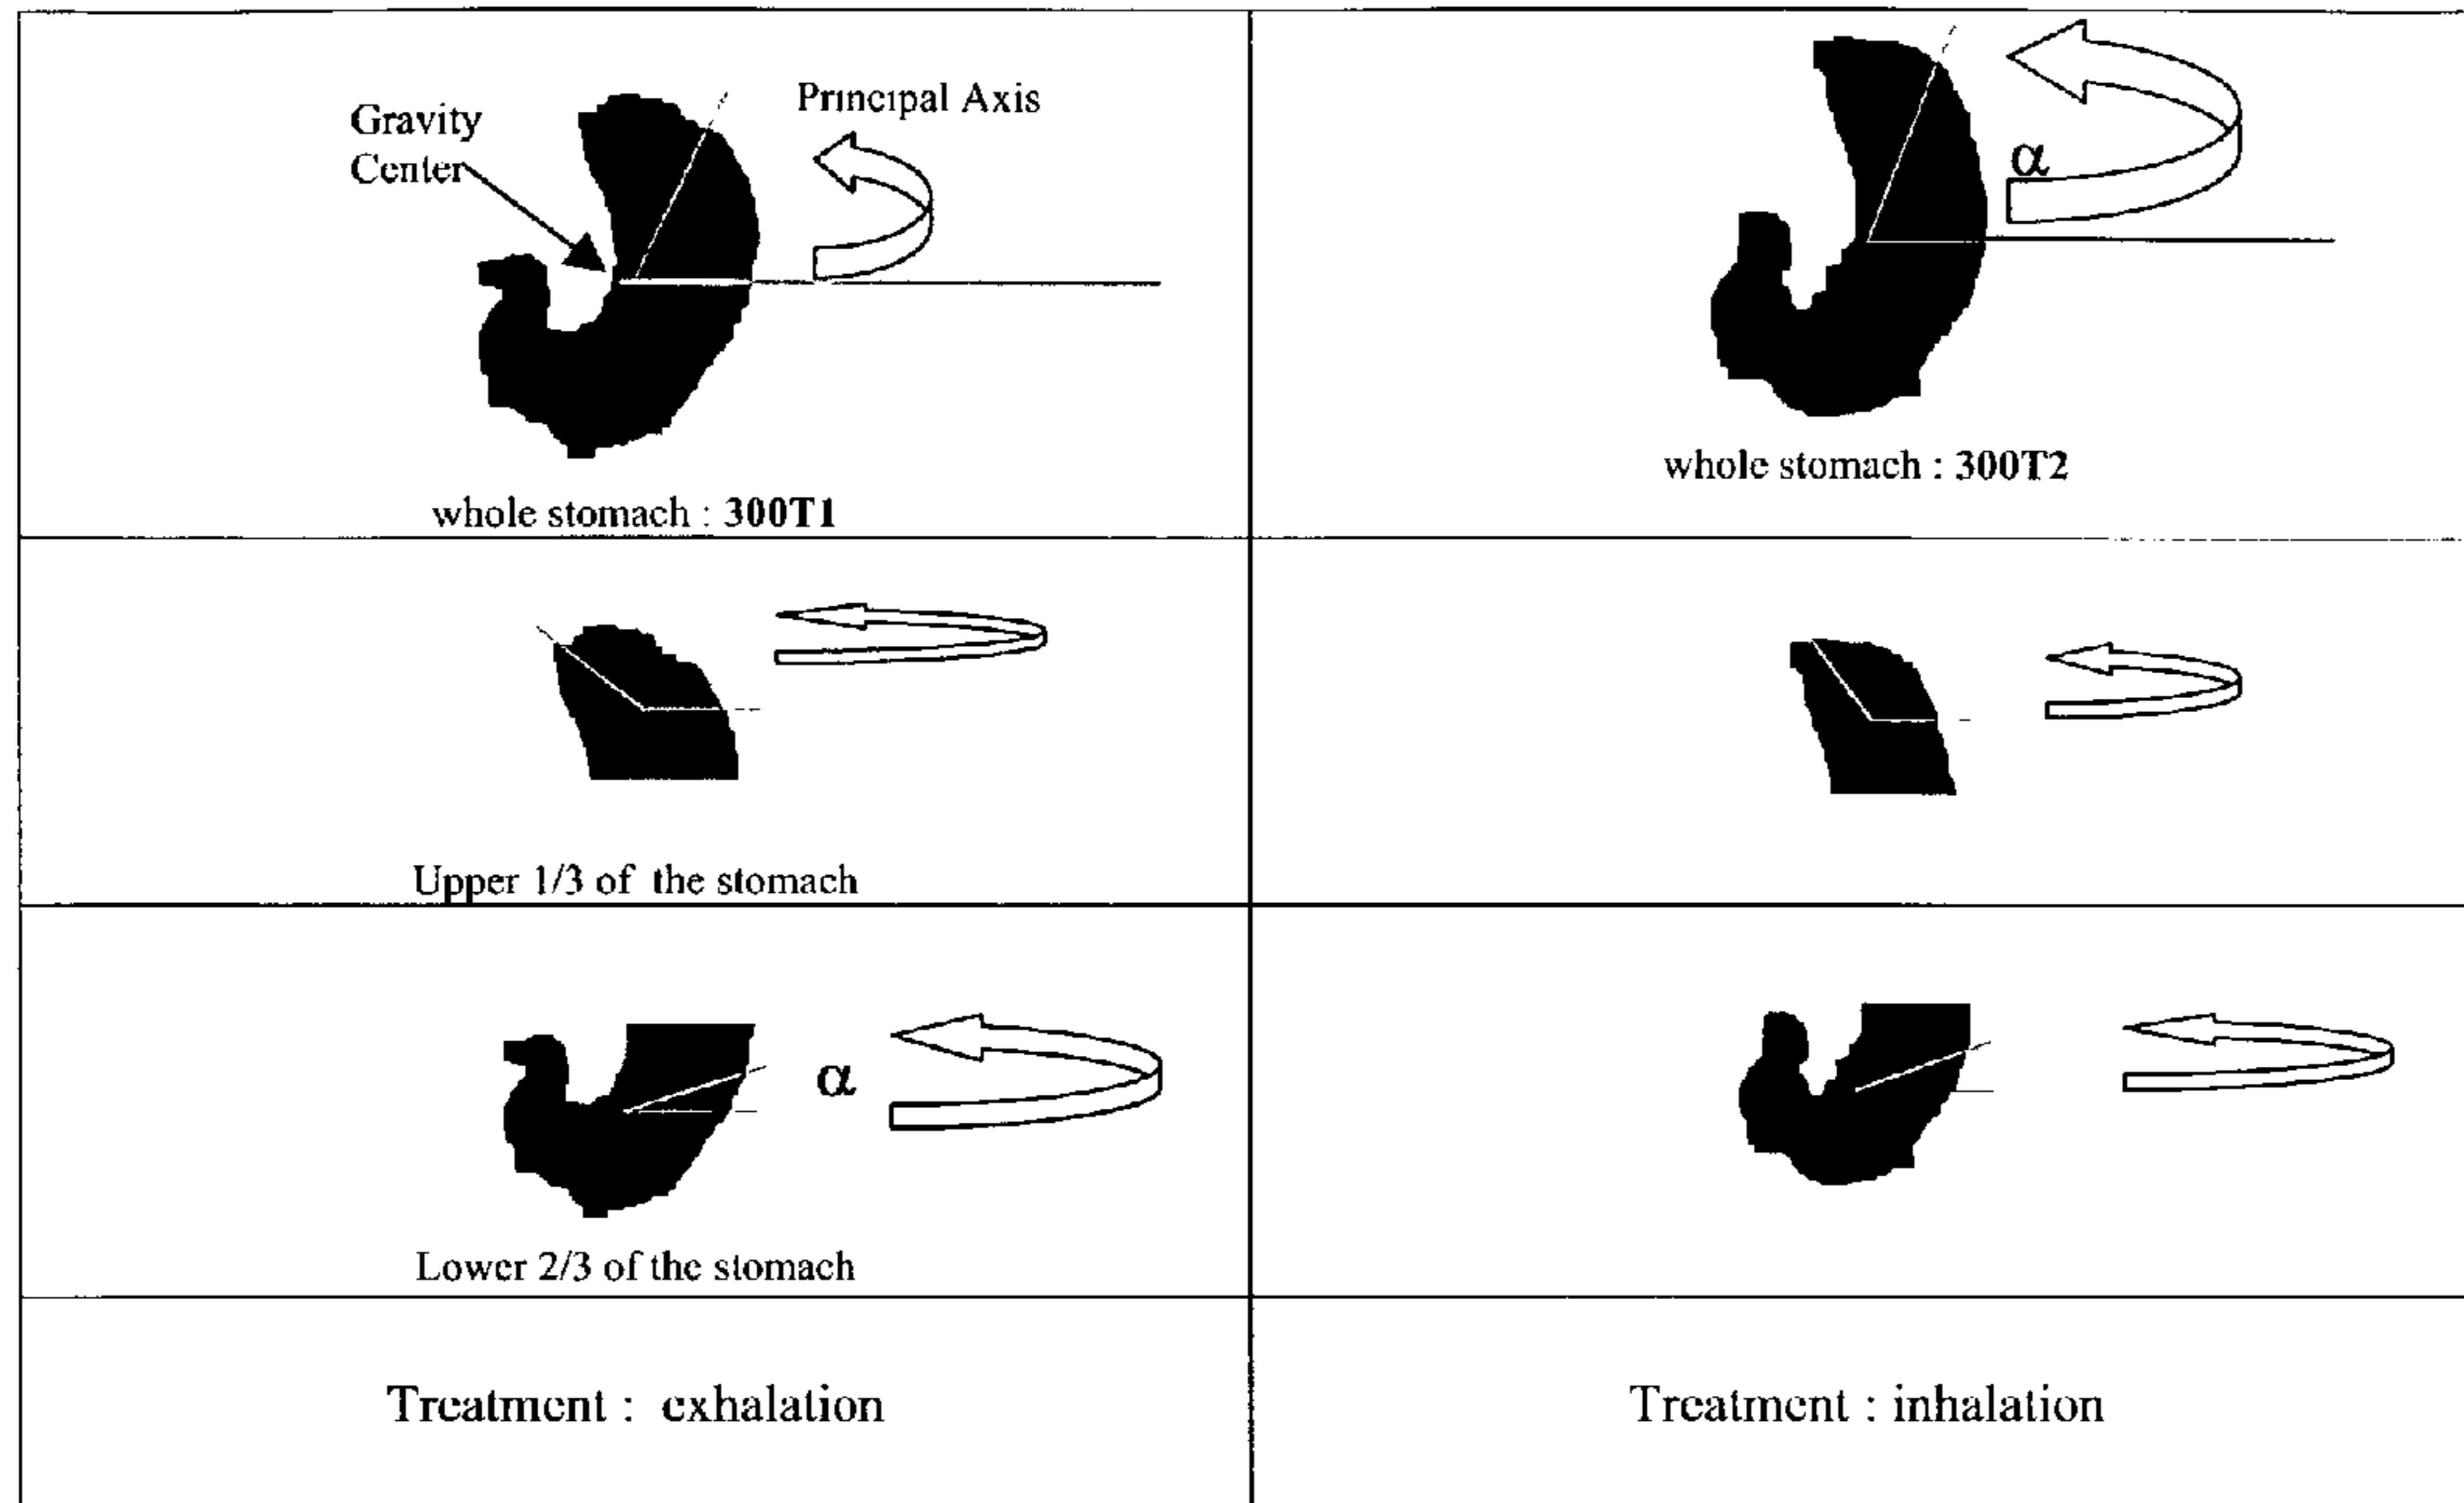 Gravity
Center
Principal Axis
whole stomach : 300T1
α
whole stomach : 300T2
Upper 1/3 of the stomach
α
Lower 2/3 of the stomach
Treatment : exhalation
Treatment : inhalation